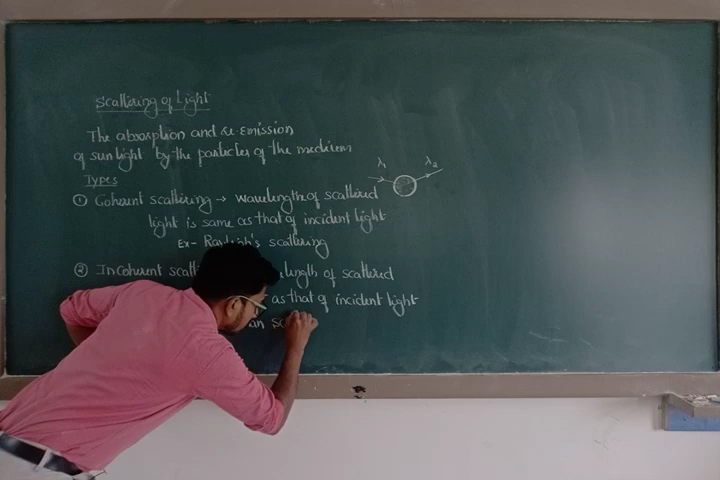 Scattering of Light
The absorption and re emission
of sunlight by the particles of the medium
λ₁ λ₂
Types
① Coherent scattering → wavelength of scattered
light is same as that of incident light
Ex- Rayleigh's scattering
② Incoherent scatt length of scattered
as that of incident light